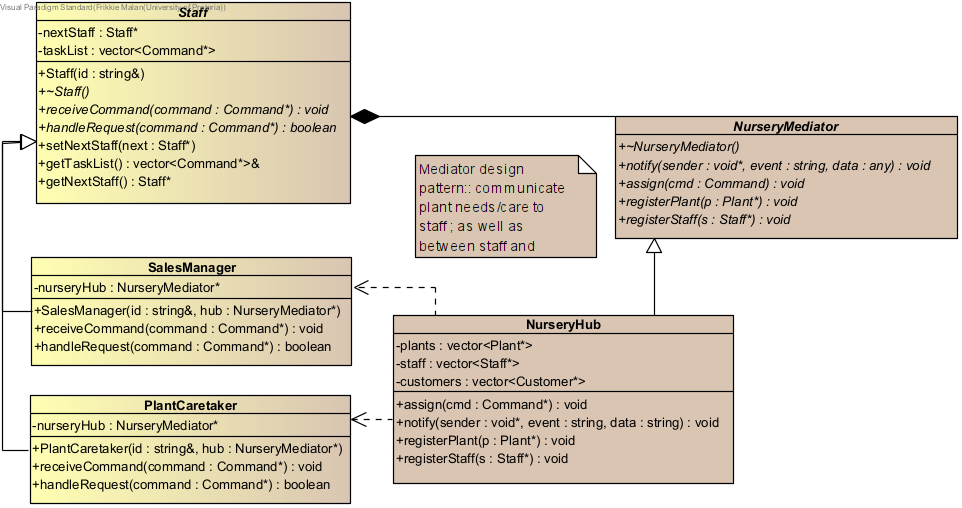 Visual Paradigm Standard(Frikkie Malan(University of Pretoria))
Staff
-nextStaff : Staff*
-taskList : vector<Command*>
+Staff(id : string&)
+~Staff()
+receiveCommand(command : Command*) : void
+handleRequest(command : Command*) : boolean
+setNextStaff(next : Staff*)
+getTaskList() : vector<Command*>&
+getNextStaff() : Staff*
NurseryMediator
+~NurseryMediator()
+notify(sender : void*, event : string, data : any) : void
+assign(cmd : Command) : void
+registerPlant(p : Plant*) : void
+registerStaff(s : Staff*) : void
Mediator design
pattern:: communicate
plant needs/care to
staff ; as well as
between staff and
SalesManager
-nurseryHub : NurseryMediator*
+SalesManager(id : string&, hub : NurseryMediator*)
+receiveCommand(command : Command*) : void
+handleRequest(command : Command*) : boolean
NurseryHub
-plants : vector<Plant*>
-staff : vector<Staff*>
-customers : vector<Customer*>
+assign(cmd : Command*) : void
+notify(sender : void*, event : string, data : string) : void
+registerPlant(p : Plant*) : void
+registerStaff(s : Staff*) : void
PlantCaretaker
-nurseryHub : NurseryMediator*
+PlantCaretaker(id : string&, hub : NurseryMediator*)
+receiveCommand(command : Command*) : void
+handleRequest(command : Command*) : boolean